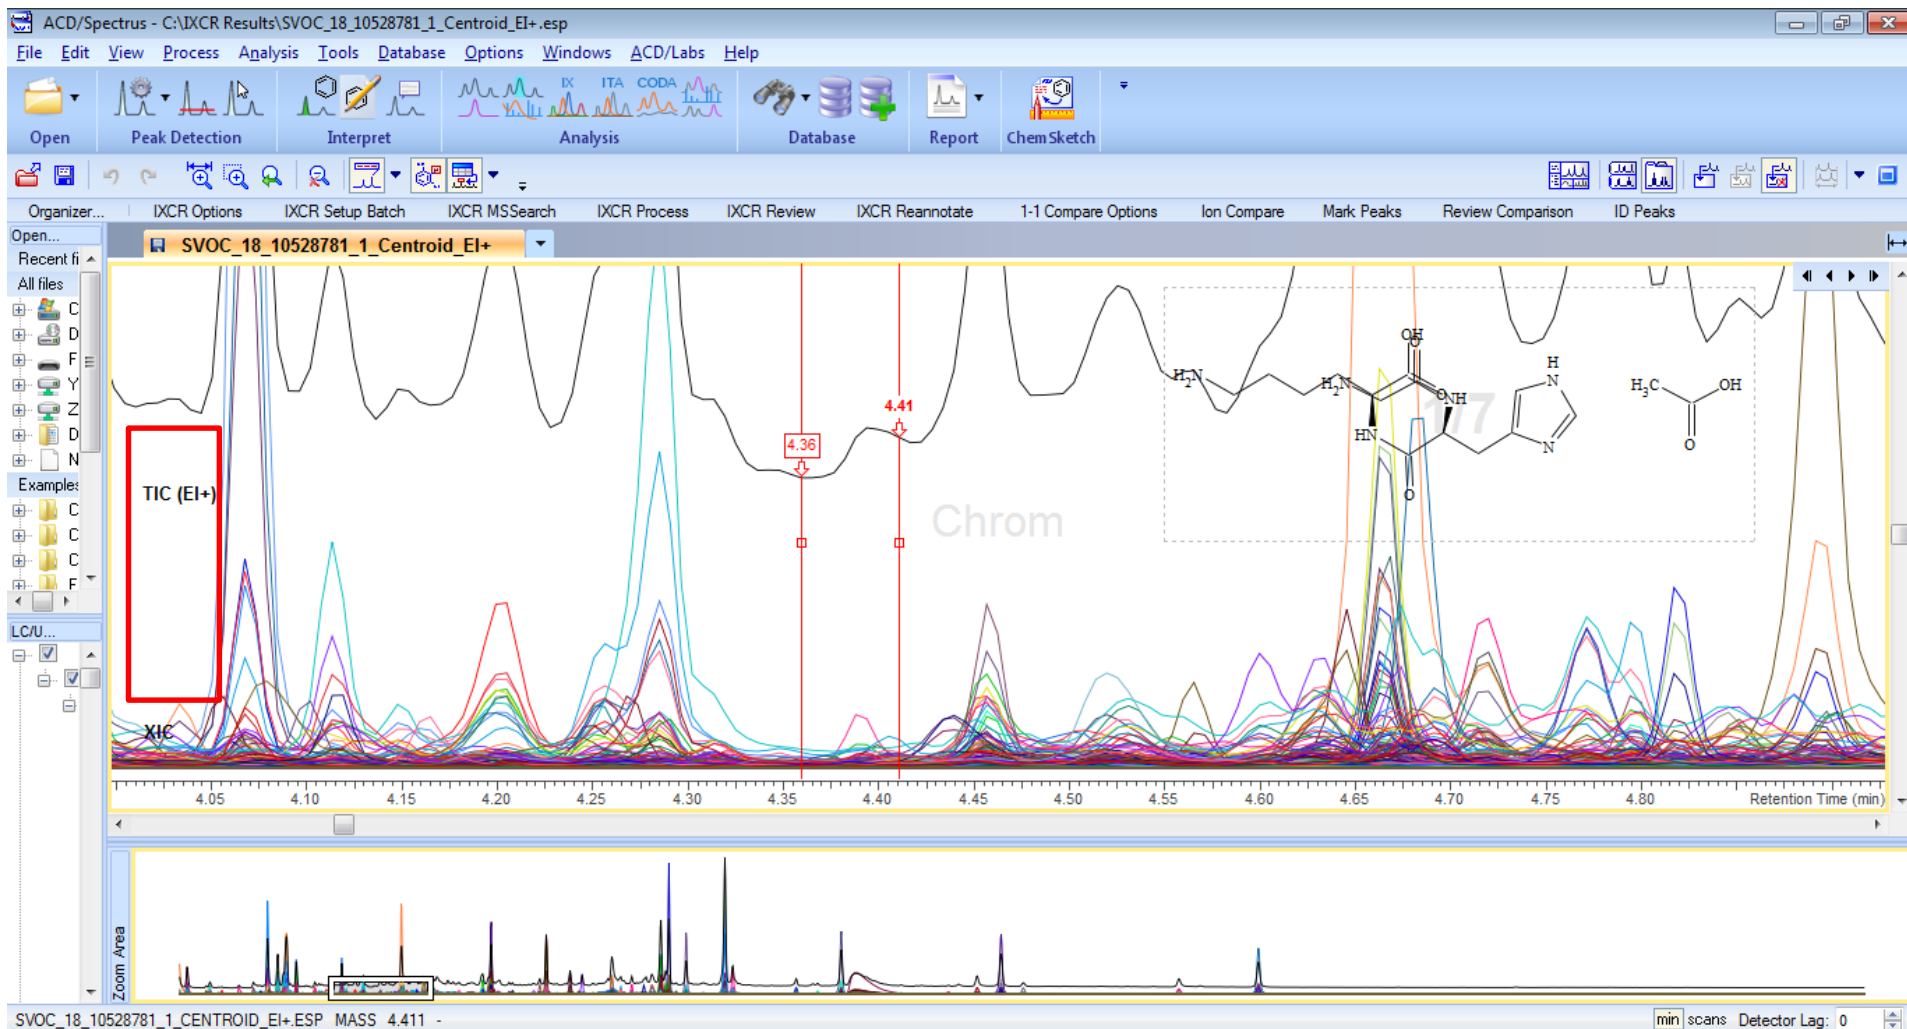 ACD/Spectrus - C:\IXCR Results\SVOC_18_10528781_1_Centroid_EI+.esp
File Edit View Process Analysis Tools Database Options Windows ACD/Labs Help
IX ITA CODA
Open Peak Detection Interpret Analysis Database Report ChemSketch
Organizer... IXCR Options IXCR Setup Batch IXCR MSSearch IXCR Process IXCR Review IXCR Reannotate 1-1 Compare Options Ion Compare Mark Peaks Review Comparison ID Peaks
Open...
SVOC_18_10528781_1_Centroid_EI+
Recent fi
All files
C
D
F
Y
Z
D
N
Examples
C
C
C
F
LC/U...
TIC (EI+)
XIC
4.36
4.41
Chrom
1/7
OH
O
H2N
H2N
O
NH
HN
O
H
N
N
H3C
OH
O
4.05 4.10 4.15 4.20 4.25 4.30 4.35 4.40 4.45 4.50 4.55 4.60 4.65 4.70 4.75 4.80 Retention Time (min)
Zoom Area
SVOC_18_10528781_1_CENTROID_EI+.ESP MASS 4.411 - min scans Detector Lag: 0